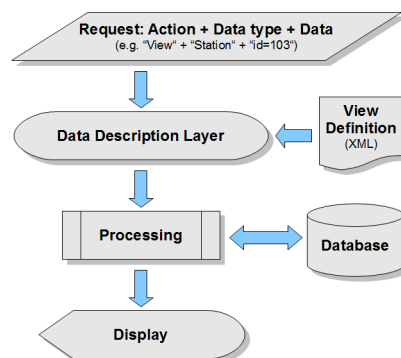 Request: Action + Data type + Data
(e.g. “View“ + “Station“ + “id=103“)
Data Description Layer
View
Definition
(XML)
Processing
Database
Display